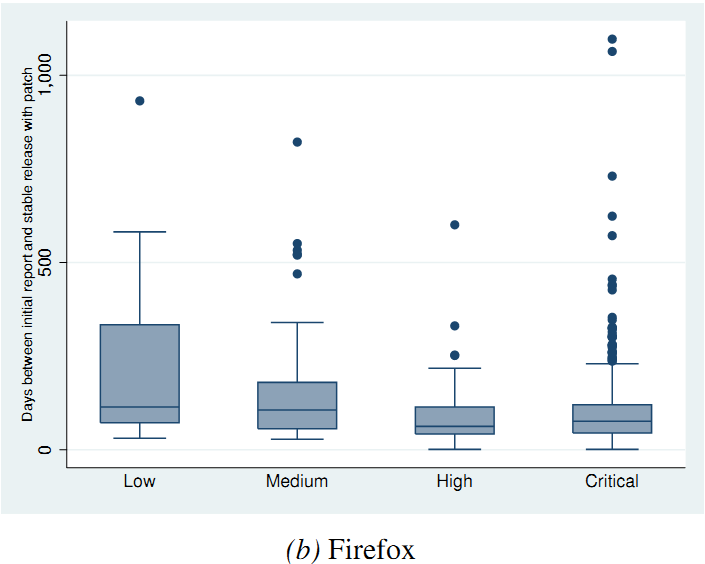 Days between initial report and stable release with patch
1,000
500
0
Low Medium High Critical
(b) Firefox